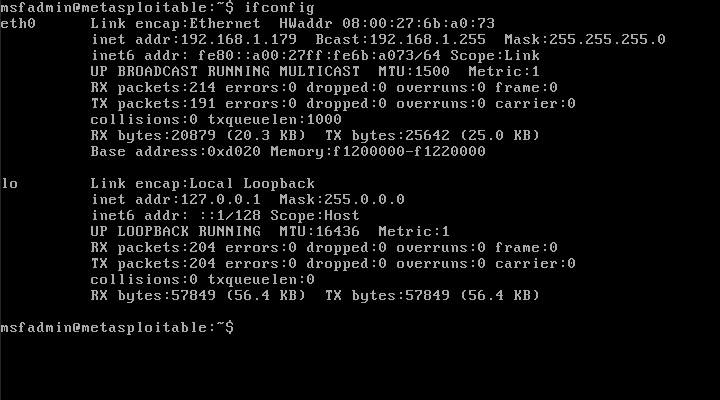 msfadmin@metasploitable:~$ ifconfig
eth0      Link encap:Ethernet  HWaddr 08:00:27:6b:a0:73
          inet addr:192.168.1.179  Bcast:192.168.1.255  Mask:255.255.255.0
          inet6 addr: fe80::a00:27ff:fe6b:a073/64 Scope:Link
          UP BROADCAST RUNNING MULTICAST  MTU:1500  Metric:1
          RX packets:214 errors:0 dropped:0 overruns:0 frame:0
          TX packets:191 errors:0 dropped:0 overruns:0 carrier:0
          collisions:0 txqueuelen:1000
          RX bytes:20879 (20.3 KB)  TX bytes:25642 (25.0 KB)
          Base address:0xd020 Memory:f1200000-f1220000

lo        Link encap:Local Loopback
          inet addr:127.0.0.1  Mask:255.0.0.0
          inet6 addr: ::1/128 Scope:Host
          UP LOOPBACK RUNNING  MTU:16436  Metric:1
          RX packets:204 errors:0 dropped:0 overruns:0 frame:0
          TX packets:204 errors:0 dropped:0 overruns:0 carrier:0
          collisions:0 txqueuelen:0
          RX bytes:57849 (56.4 KB)  TX bytes:57849 (56.4 KB)

msfadmin@metasploitable:~$